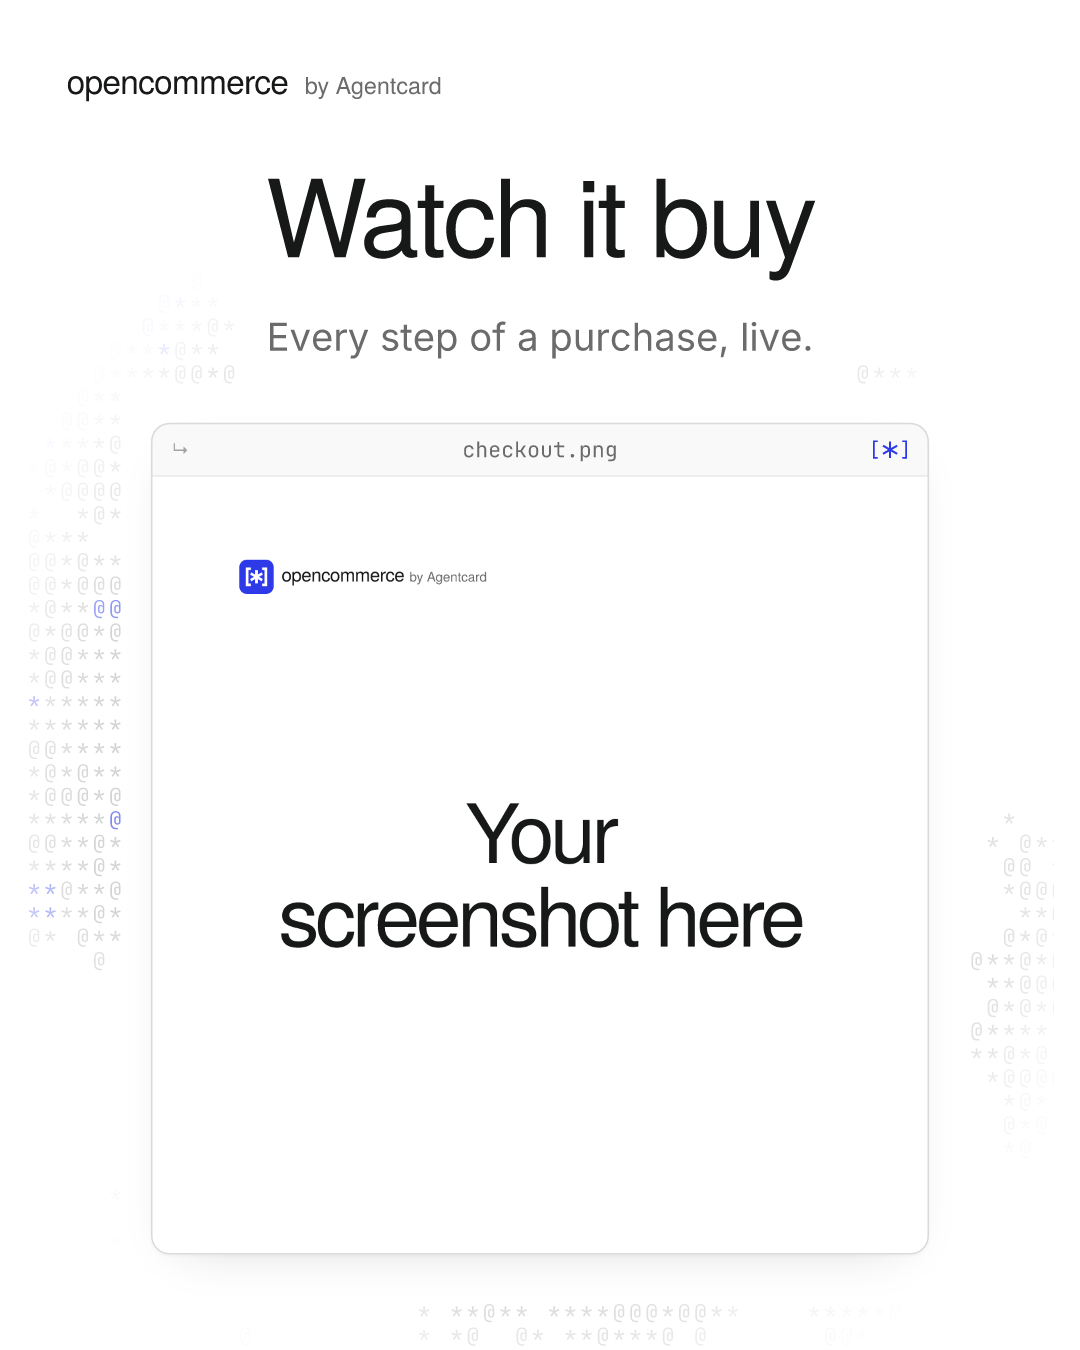 opencommerce by Agentcard
Watch it buy
Every step of a purchase, live.
checkout.png
[*]
[*] opencommerce by Agentcard
Your
screenshot here